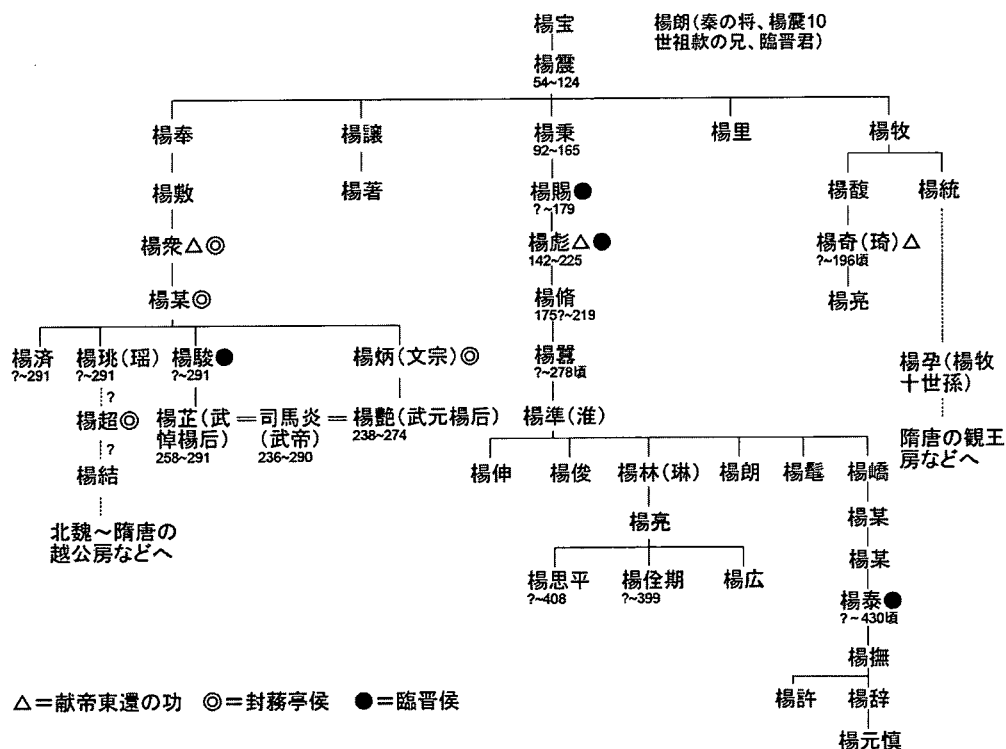 楊宝
楊朗(秦の将、楊震10
世祖款の兄、臨晋君)
楊震
54~124
楊奉
楊譲
楊秉
92~165
楊里
楊牧
楊敷
楊著
楊賜●
?~179
楊馥
楊統
楊衆△◎
楊彪△●
142~225
楊奇(琦)△
?~196頃
楊某◎
楊脩
175?~219
楊亮
楊済
?~291
楊珧(瑶)
?~291
楊駿●
?~291
楊炳(文宗)◎
楊囂
?~278頃
楊孕(楊牧
十世孫)
?
楊超◎
楊芷(武
悼楊后)
258~291
=
司馬炎
(武帝)
236~290
=
楊艶(武元楊后)
238~274
楊準(淮)
?
楊結
隋唐の観王
房などへ
楊伸
楊俊
楊林(琳)
楊朗
楊髦
楊嶠
北魏~隋唐の
越公房などへ
楊亮
楊某
楊某
楊思平
?~408
楊佺期
?~399
楊広
楊泰●
?~430頃
楊撫
楊許
楊辞
楊元慎
△=献帝東還の功 ◎=封蓩亭侯 ●=臨晋侯